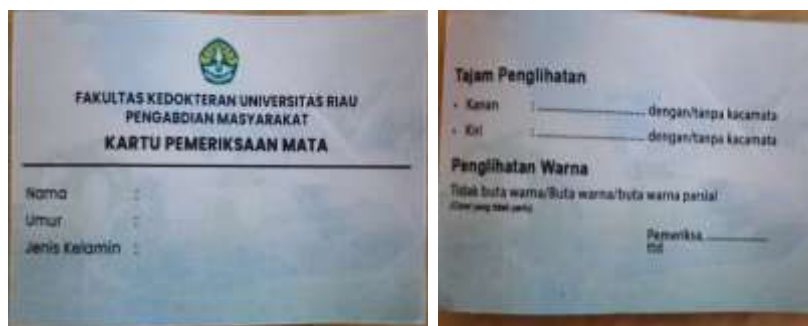 FAKULTAS KEDOKTERAN UNIVERSITAS RIAU
PENGABDIAN MASYARAKAT
KARTU PEMERIKSAAN MATA
Nama :
Umur :
Jenis Kelamin :
Tajam Penglihatan
- Kanan : dengan/tanpa kacamata
- Kiri : dengan/tanpa kacamata
Penglihatan Warna
Tidak buta warna/Buta warna/buta warna parsial
Pemeriksa